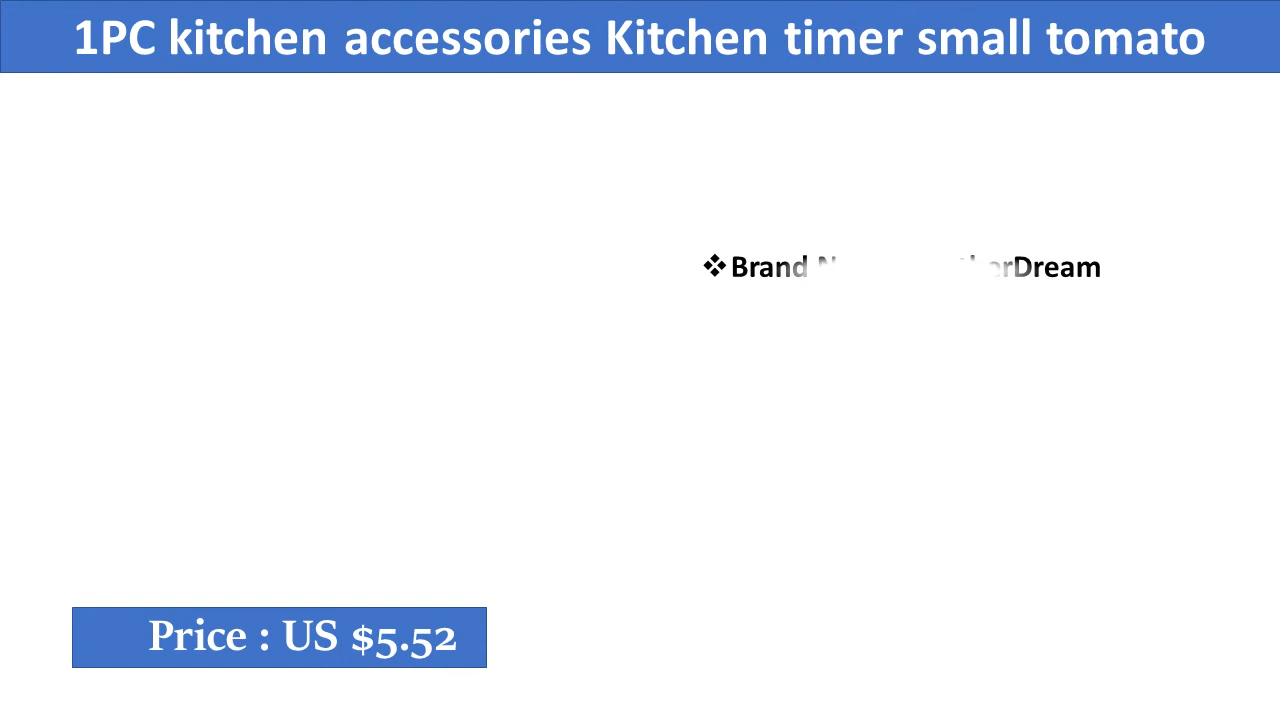 1PC kitchen accessories Kitchen timer small tomato
❖Brand
Price : US $5.52